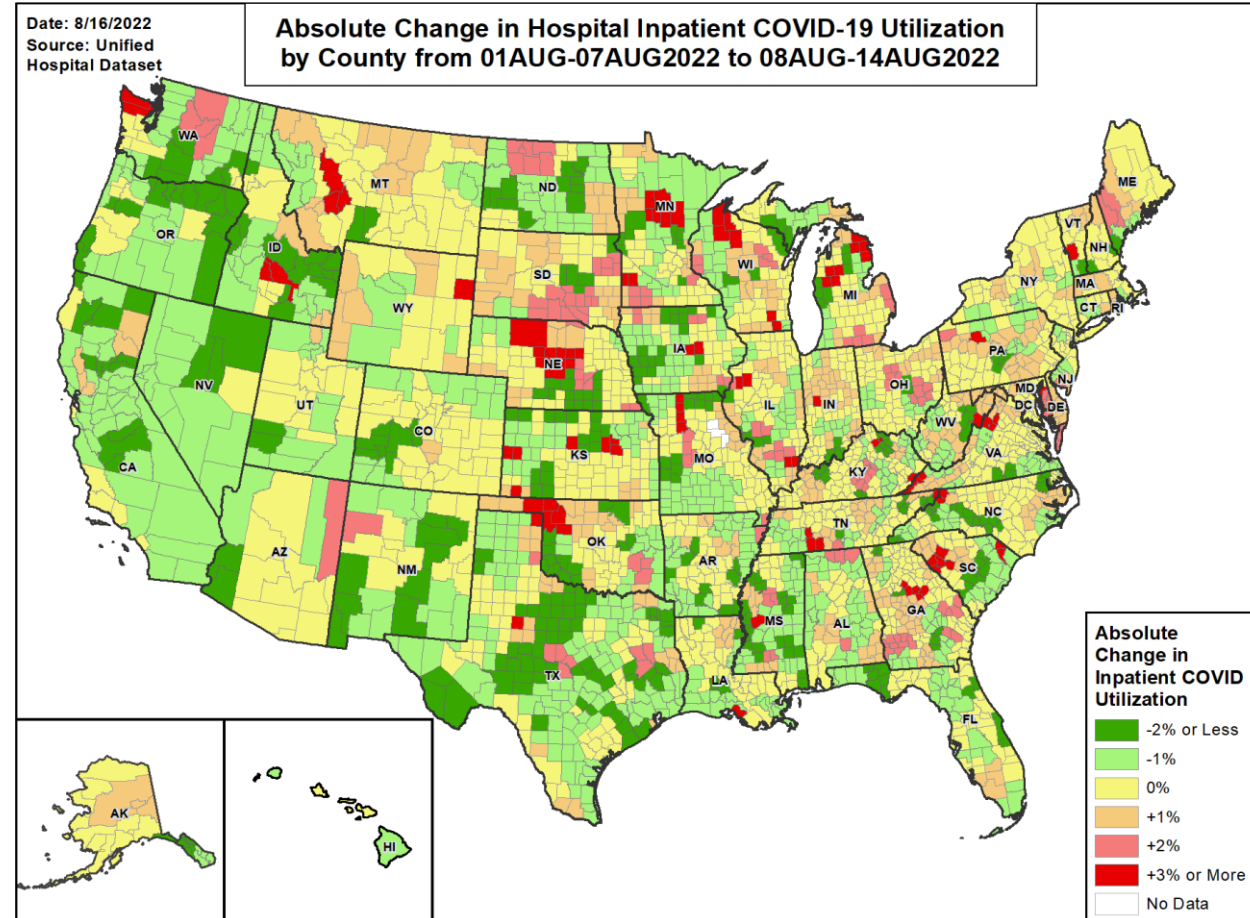 Date: 8/16/2022
Source: Unified
Hospital Dataset
Absolute Change in Hospital Inpatient COVID-19 Utilization
by County from 01AUG-07AUG2022 to 08AUG-14AUG2022
WA
MT
ND
MN
ME
OR
ID
SD
WI
MI
VT
NH
NY
MA
CT
RI
WY
NE
IA
PA
NJ
NV
UT
CO
IL
IN
OH
MD
DE
DC
WV
VA
CA
KS
MO
KY
AZ
NM
OK
AR
TN
NC
SC
MS
AL
GA
TX
LA
FL
AK
HI
Absolute
Change in
Inpatient COVID
Utilization
-2% or Less
-1%
0%
+1%
+2%
+3% or More
No Data